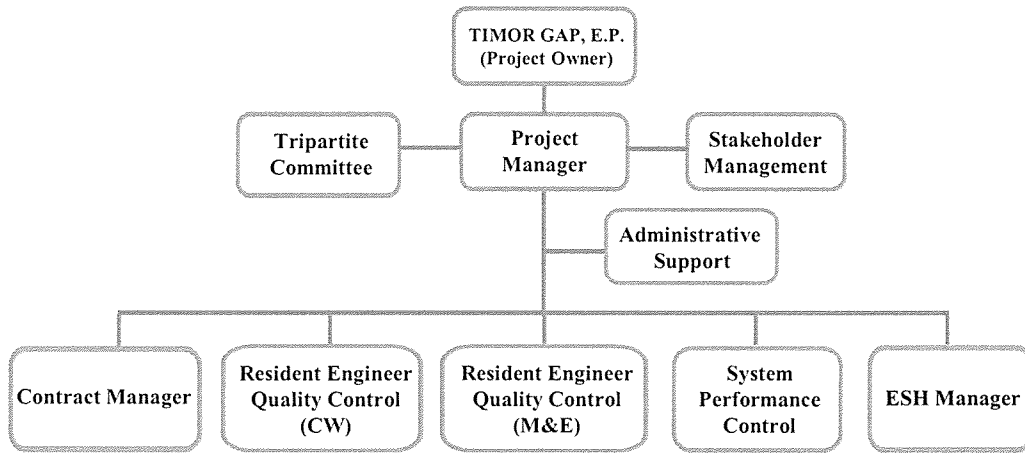 TIMOR GAP, E.P.
(Project Owner)
Tripartite
Committee
Project
Manager
Stakeholder
Management
Administrative
Support
Contract Manager
Resident Engineer
Quality Control
(CW)
Resident Engineer
Quality Control
(M&E)
System
Performance
Control
ESH Manager